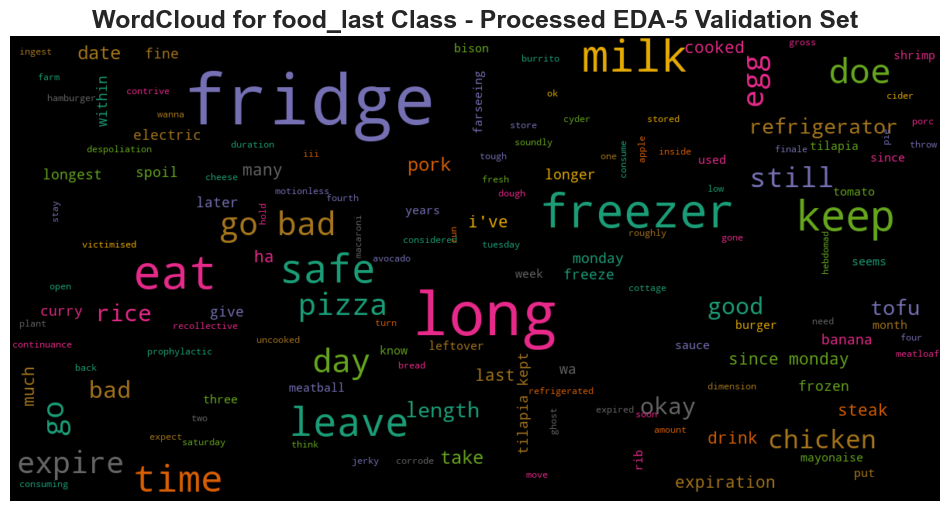 WordCloud for food_last Class - Processed EDA-5 Validation Set
ingest
date
fine
bison
burrito
milk
cooked
gross
shrimp
farm
hamburger
within
contrive
wanna
fridge
farseeing
ok
egg
doe
cider
electric
despoliation
duration
iii
store
cyder
stored
soundly
refrigerator
porc
longest
spoil
cheese
many
pork
tough
longer
one
consume
apple
inside
used
since
finale
tilapia
pie
throw
stay
later
motionless
fourth
fresh
dough
low
still
tomato
victimised
go bad
hold
macaroni
years
considered
run
i've
tuesday
freezer
roughly
gone
keep
hebdomad
seems
open
eat
ha
safe
avocado
week
monday
freeze
cottage
plant
curry
rice
recollective
give
pizza
turn
long
good
burger
need
tofu
month
four
continuance
prophylactic
back
uncooked
day
know
bread
leftover
sauce
banana
since monday
meatloaf
much
bad
three
meatball
last
tilapia kept
wa
refrigerated
dimension
frozen
go
two
expect
saturday
leave
think
length
ghost
expired
soon
okay
amount
steak
drink
chicken
mayonaise
expire
consuming
time
jerky
corrode
take
move
rib
expiration
put